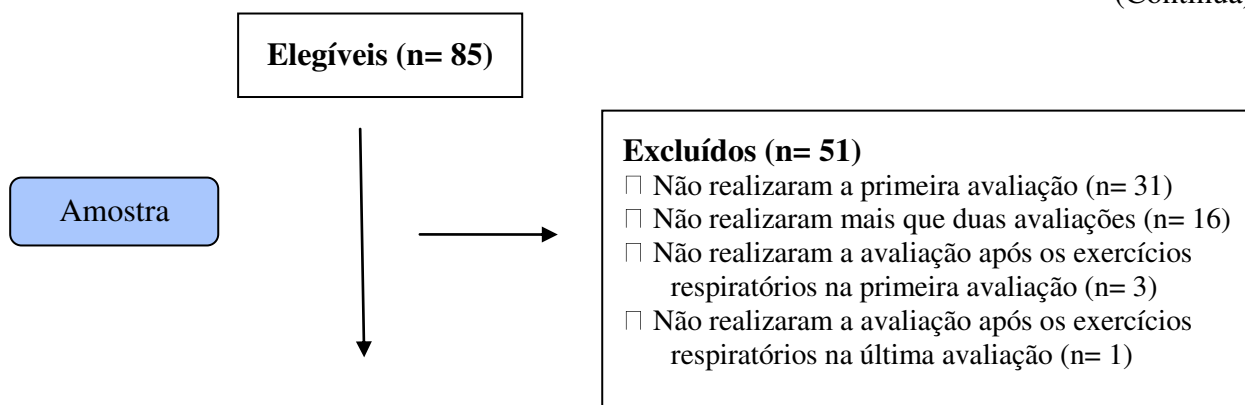 (Continua)
Elegíveis (n= 85)
Amostra
Excluídos (n= 51)
□ Não realizaram a primeira avaliação (n= 31)
□ Não realizaram mais que duas avaliações (n= 16)
□ Não realizaram a avaliação após os exercícios
respiratórios na primeira avaliação (n= 3)
□ Não realizaram a avaliação após os exercícios
respiratórios na última avaliação (n= 1)